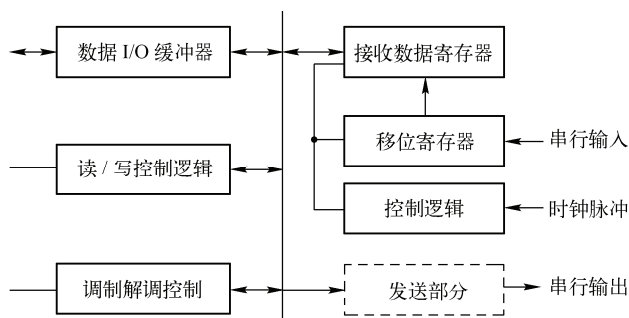 数据 I/O 缓冲器
接收数据寄存器
移位寄存器
串行输入
读 / 写控制逻辑
控制逻辑
时钟脉冲
调制解调控制
发送部分
串行输出